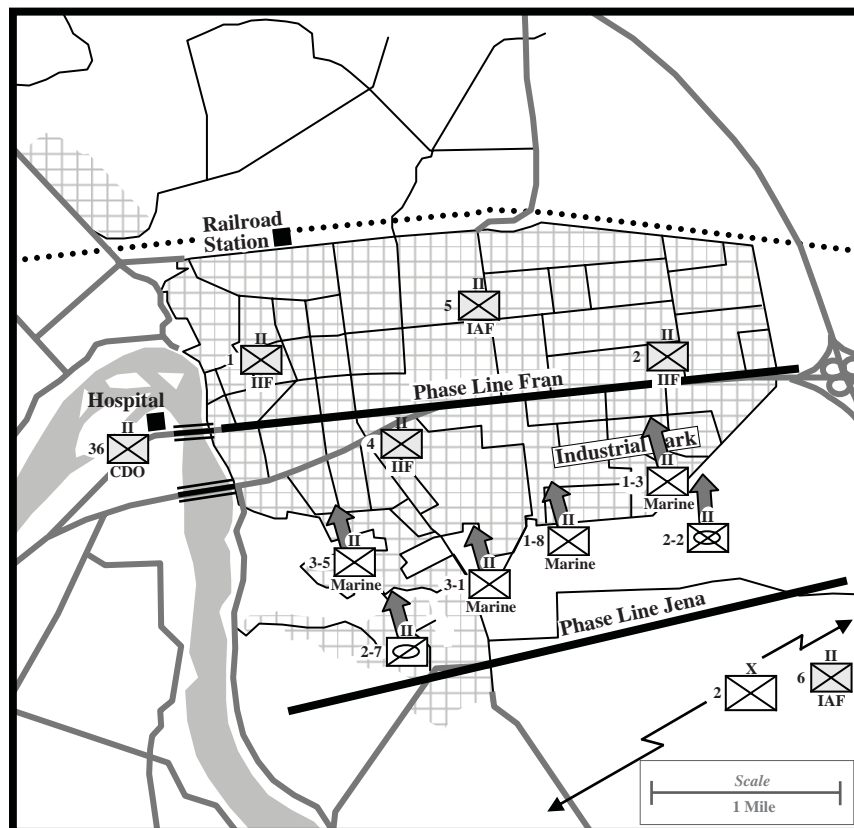 Railroad
Station
II
5
IAF
II
1
IIF
II
2
IIF
Phase Line Fran
Hospital
II
36
CDO
II
4
IIF
Industrial Park
II
1-3
Marine
II
3-5
Marine
II
3-1
Marine
II
1-8
Marine
II
2-2
II
2-7
Phase Line Jena
X
2
II
6
IAF
Scale
1 Mile